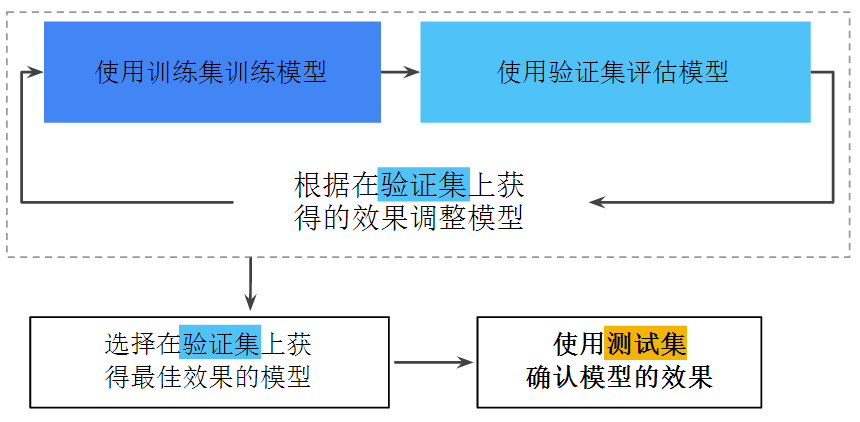 使用训练集训练模型
使用验证集评估模型
根据在验证集上获
得的效果调整模型
选择在验证集上获
得最佳效果的模型
使用测试集
确认模型的效果